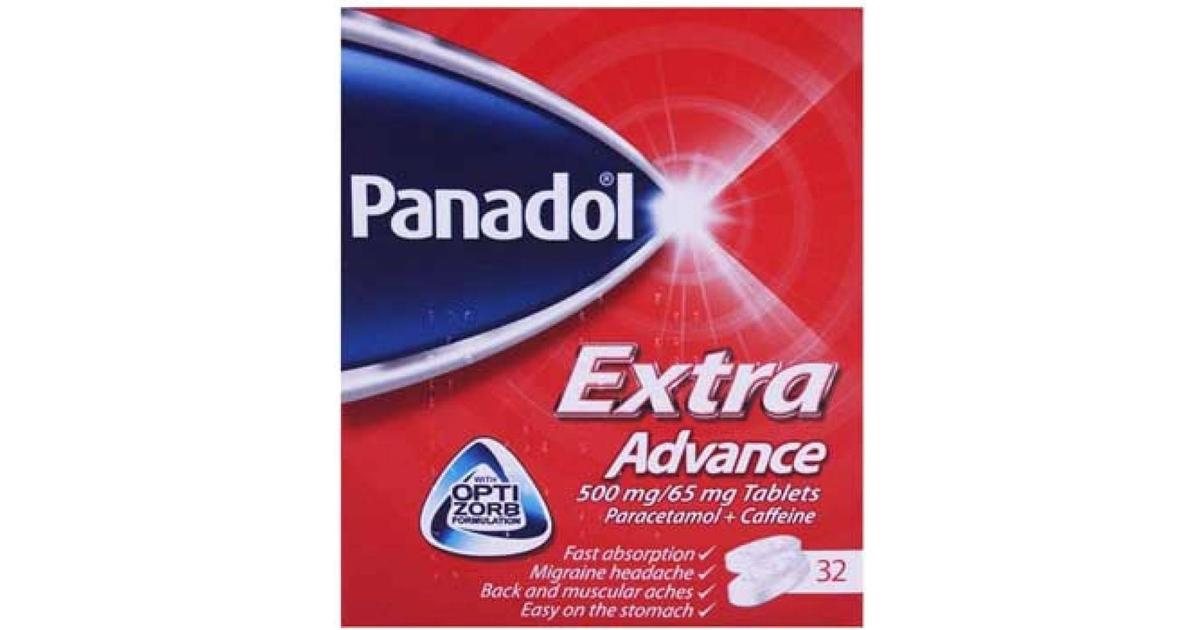 Panadol®
Extra
Advance
500 mg/65 mg Tablets
Paracetamol + Caffeine
WITH
OPTI
ZORB
FORMULATION
Fast absorption ✓
Migraine headache ✓
Back and muscular aches ✓
Easy on the stomach ✓
32